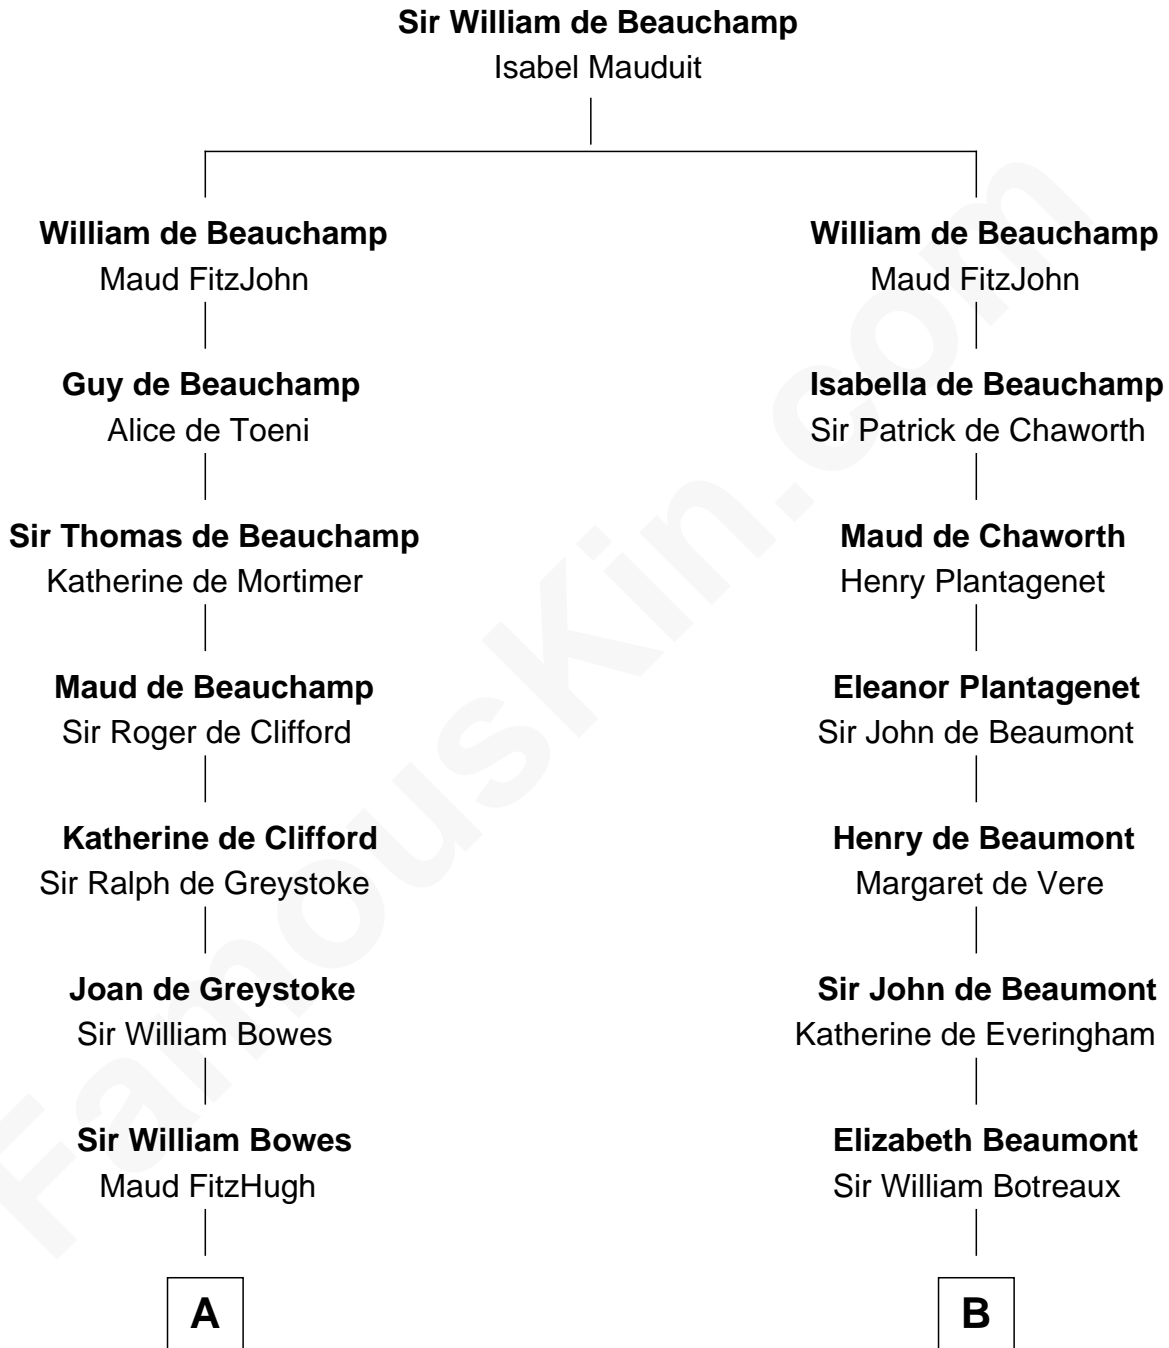 Sir William de Beauchamp
Isabel Mauduit
William de Beauchamp
Maud FitzJohn
William de Beauchamp
Maud FitzJohn
Guy de Beauchamp
Alice de Toeni
Isabella de Beauchamp
Sir Patrick de Chaworth
Sir Thomas de Beauchamp
Katherine de Mortimer
Maud de Chaworth
Henry Plantagenet
Maud de Beauchamp
Sir Roger de Clifford
Eleanor Plantagenet
Sir John de Beaumont
Katherine de Clifford
Sir Ralph de Greystoke
Henry de Beaumont
Margaret de Vere
Joan de Greystoke
Sir William Bowes
Sir John de Beaumont
Katherine de Everingham
Sir William Bowes
Maud FitzHugh
Elizabeth Beaumont
Sir William Botreaux
A
B
FamousKin.com